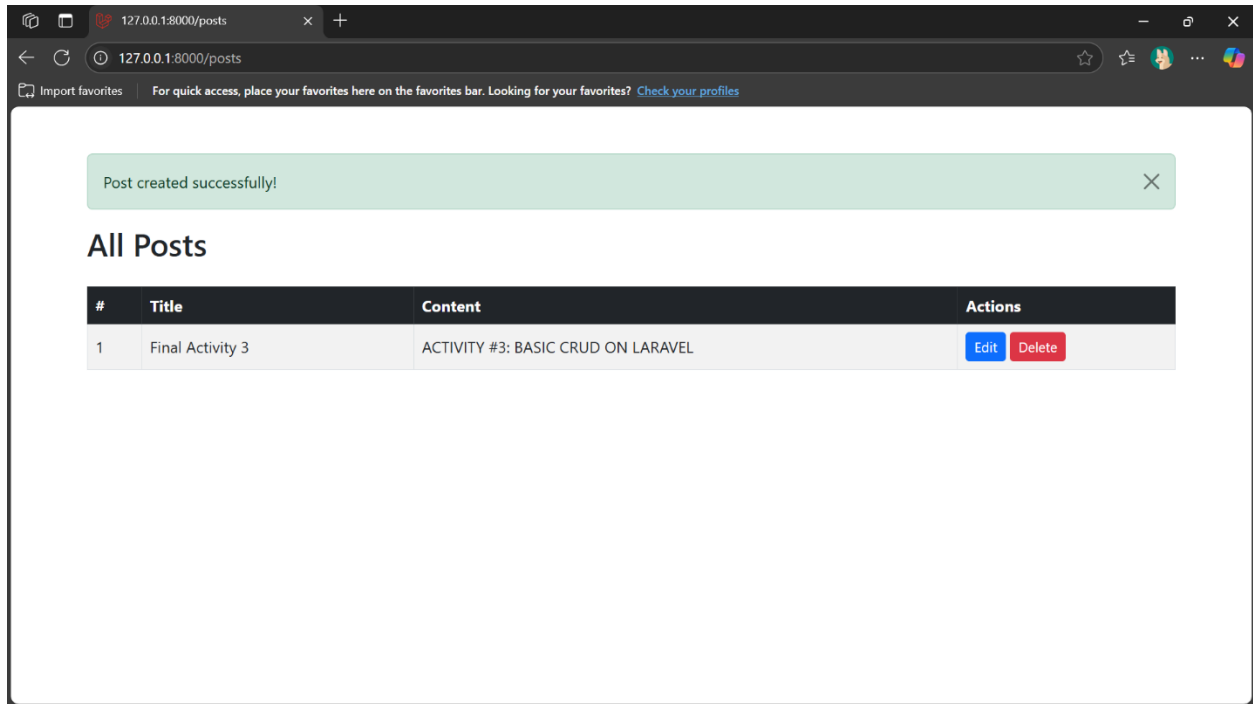 127.0.0.1:8000/posts
127.0.0.1:8000/posts
Import favorites For quick access, place your favorites here on the favorites bar. Looking for your favorites? Check your profiles
Post created successfully!
All Posts
# Title Content Actions
1 Final Activity 3 ACTIVITY #3: BASIC CRUD ON LARAVEL Edit Delete